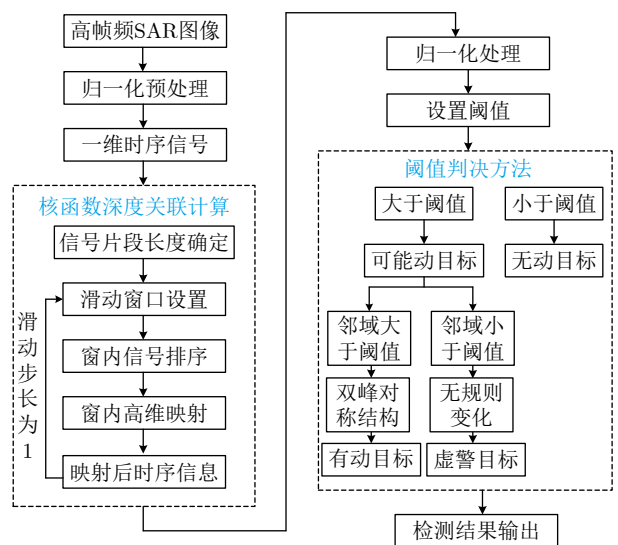 高帧频SAR图像
归一化预处理
一维时序信号
核函数深度关联计算
信号片段长度确定
滑动窗口设置
窗内信号排序
窗内高维映射
映射后时序信息
滑动步长为1
归一化处理
设置阈值
阈值判决方法
大于阈值
小于阈值
可能动目标
无动目标
邻域大
于阈值
邻域小
于阈值
双峰对
称结构
无规则
变化
有动目标
虚警目标
检测结果输出